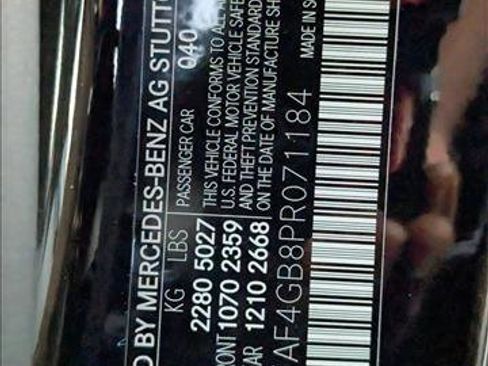 D BY MERCEDES-BENZ AG STUTT
KG LBS PASSENGER CAR 040
2280 5027 THIS VEHICLE CONFORMS TO ALL
RONT 1070 2359 U.S. FEDERAL MOTOR VEHICLE SAFE
AR 1210 2668 AND THEFT PREVENTION STANDARD
ON THE DATE OF MANUFACTURE SH
AF4GB8PR071184 MADE IN